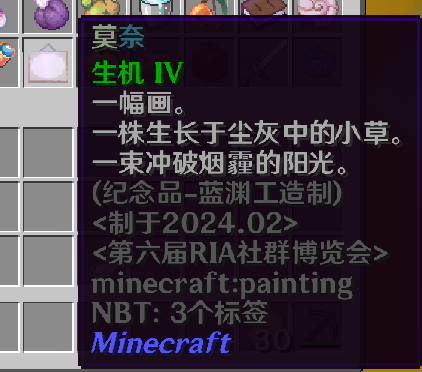 莫奈
生机 IV
一幅画。
一株生长于尘灰中的小草。
一束冲破烟霾的阳光。
(纪念品-蓝渊工造制)
<制于2024.02>
<第六届RIA社群博览会>
minecraft:painting
NBT: 3个标签
Minecraft
30